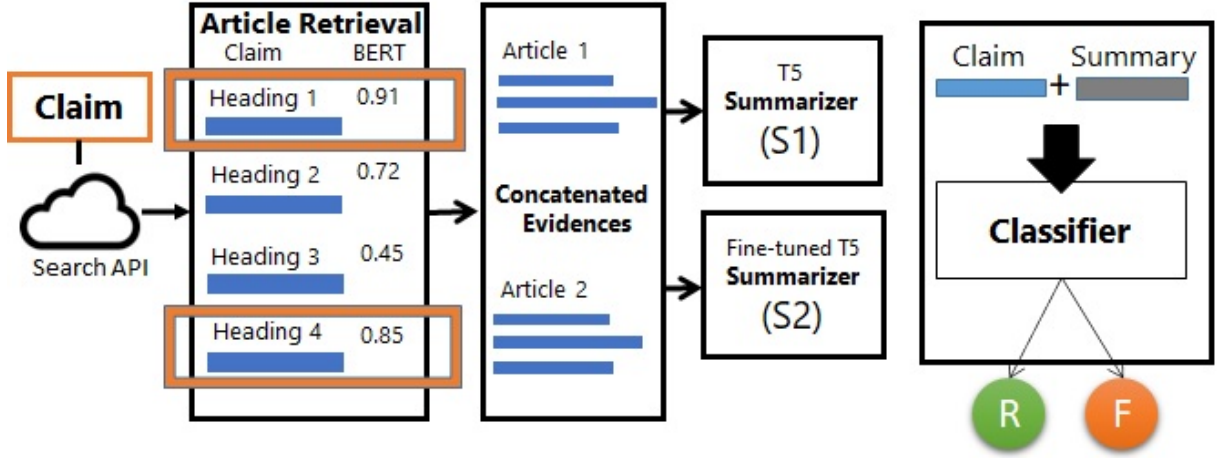 Claim
Search API
Article Retrieval
Claim BERT
Heading 1 0.91
Heading 2 0.72
Heading 3 0.45
Heading 4 0.85
Article 1
Concatenated
Evidences
Article 2
T5
Summarizer
(S1)
Fine-tuned T5
Summarizer
(S2)
Claim + Summary
Classifier
R F